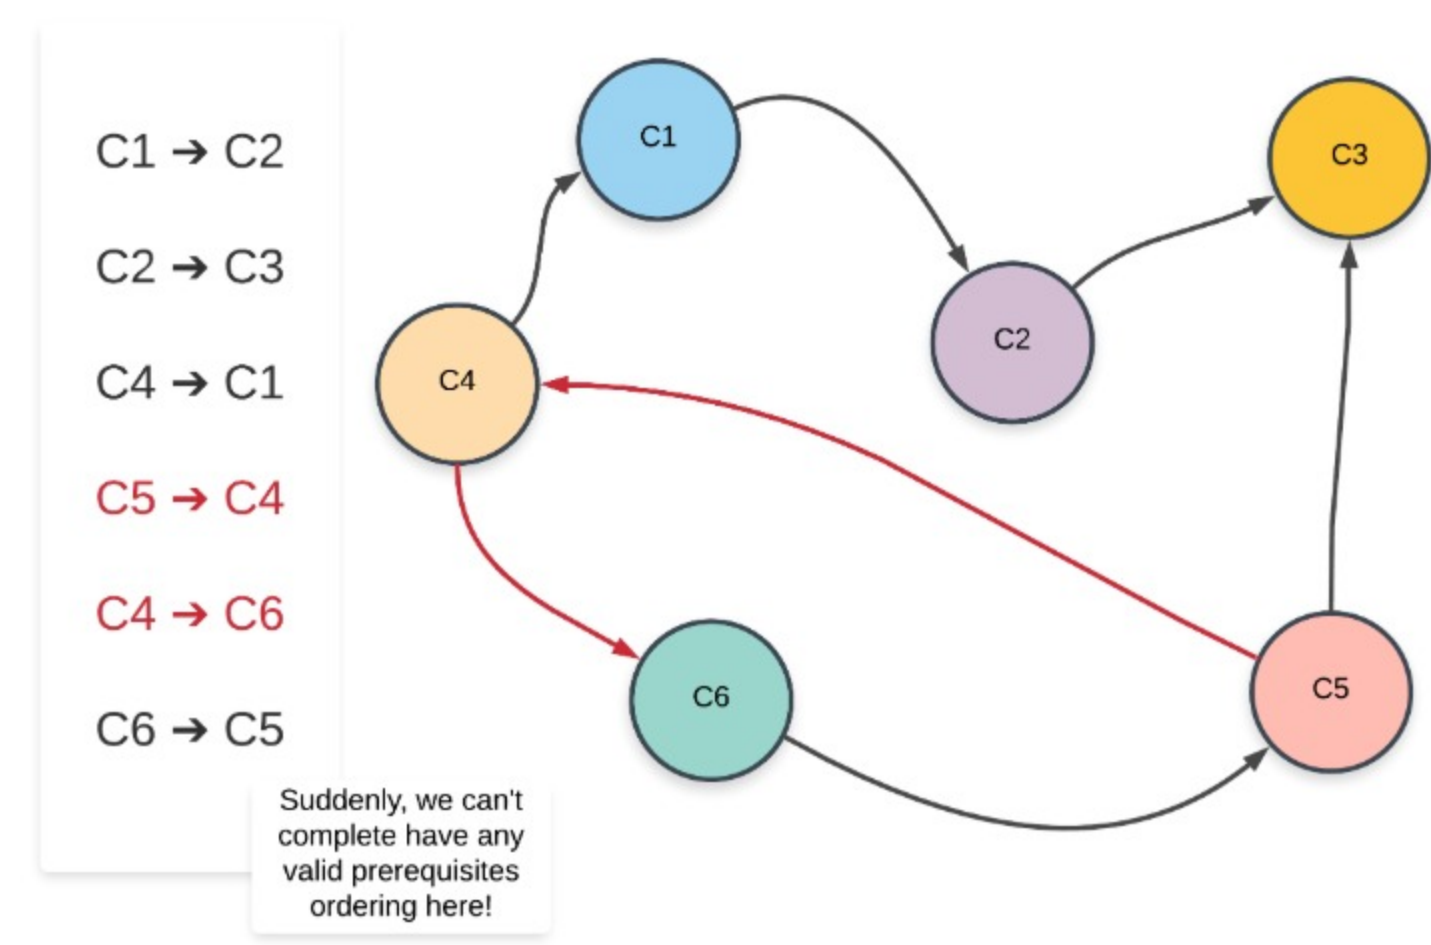 C1 ➔ C2
C2 ➔ C3
C4 ➔ C1
C5 ➔ C4
C4 ➔ C6
C6 ➔ C5
Suddenly, we can't
complete have any
valid prerequisites
ordering here!
C1
C3
C2
C4
C6
C5